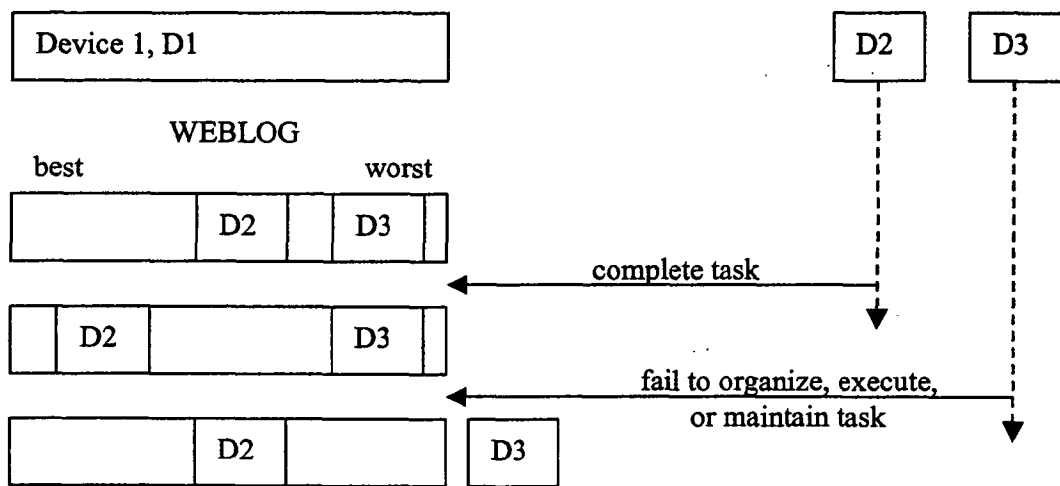 Device 1, D1
D2
D3
WEBLOG
best
worst
D2
D3
complete task
D2
D3
fail to organize, execute,
or maintain task
D2
D3